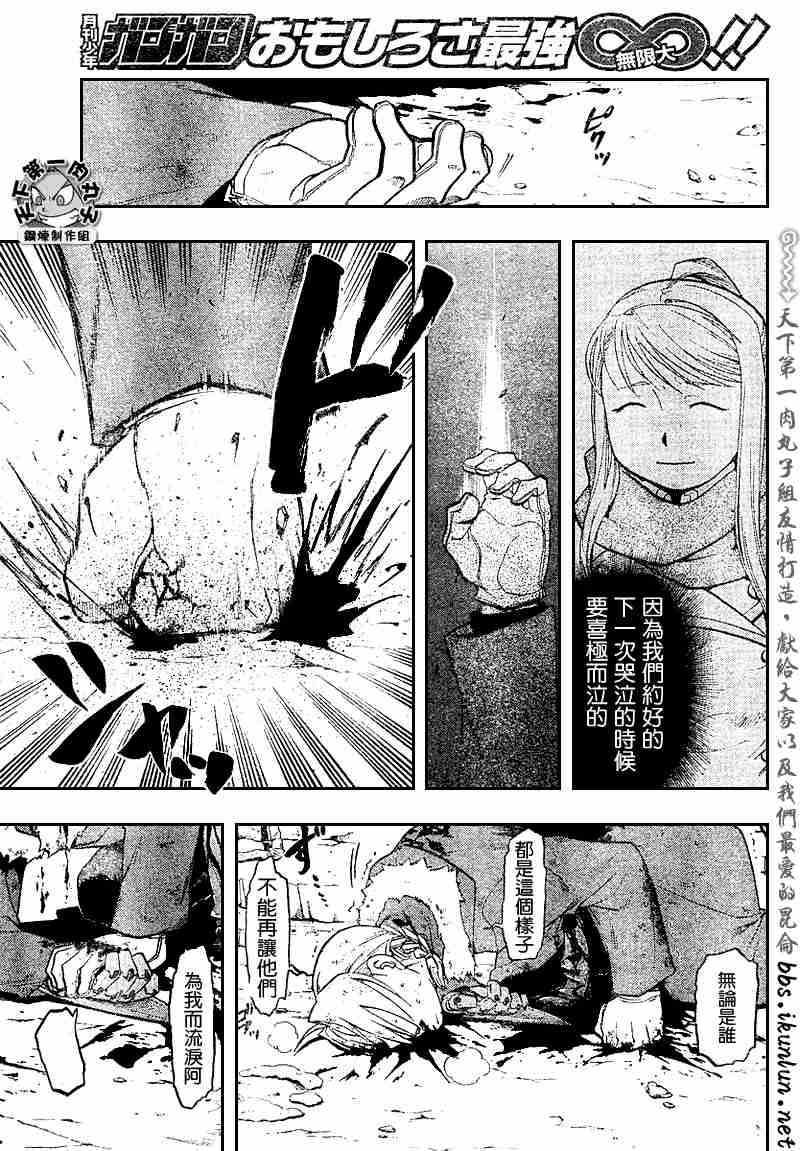 月刊少年
ガンガン おもしろさ最強 無限大 ∞!!
ピクッ
天下第一肉丸子
鋼煉制作組
因為我們約好的
下一次哭泣的時候
要喜極而泣的
ドガッ
無論是誰
都是這個樣子
不能再讓他們
為我而流淚阿
天下第一肉丸子組友情打造,獻給大家以及我們最愛的昆侖 bbs.ikunlun.net